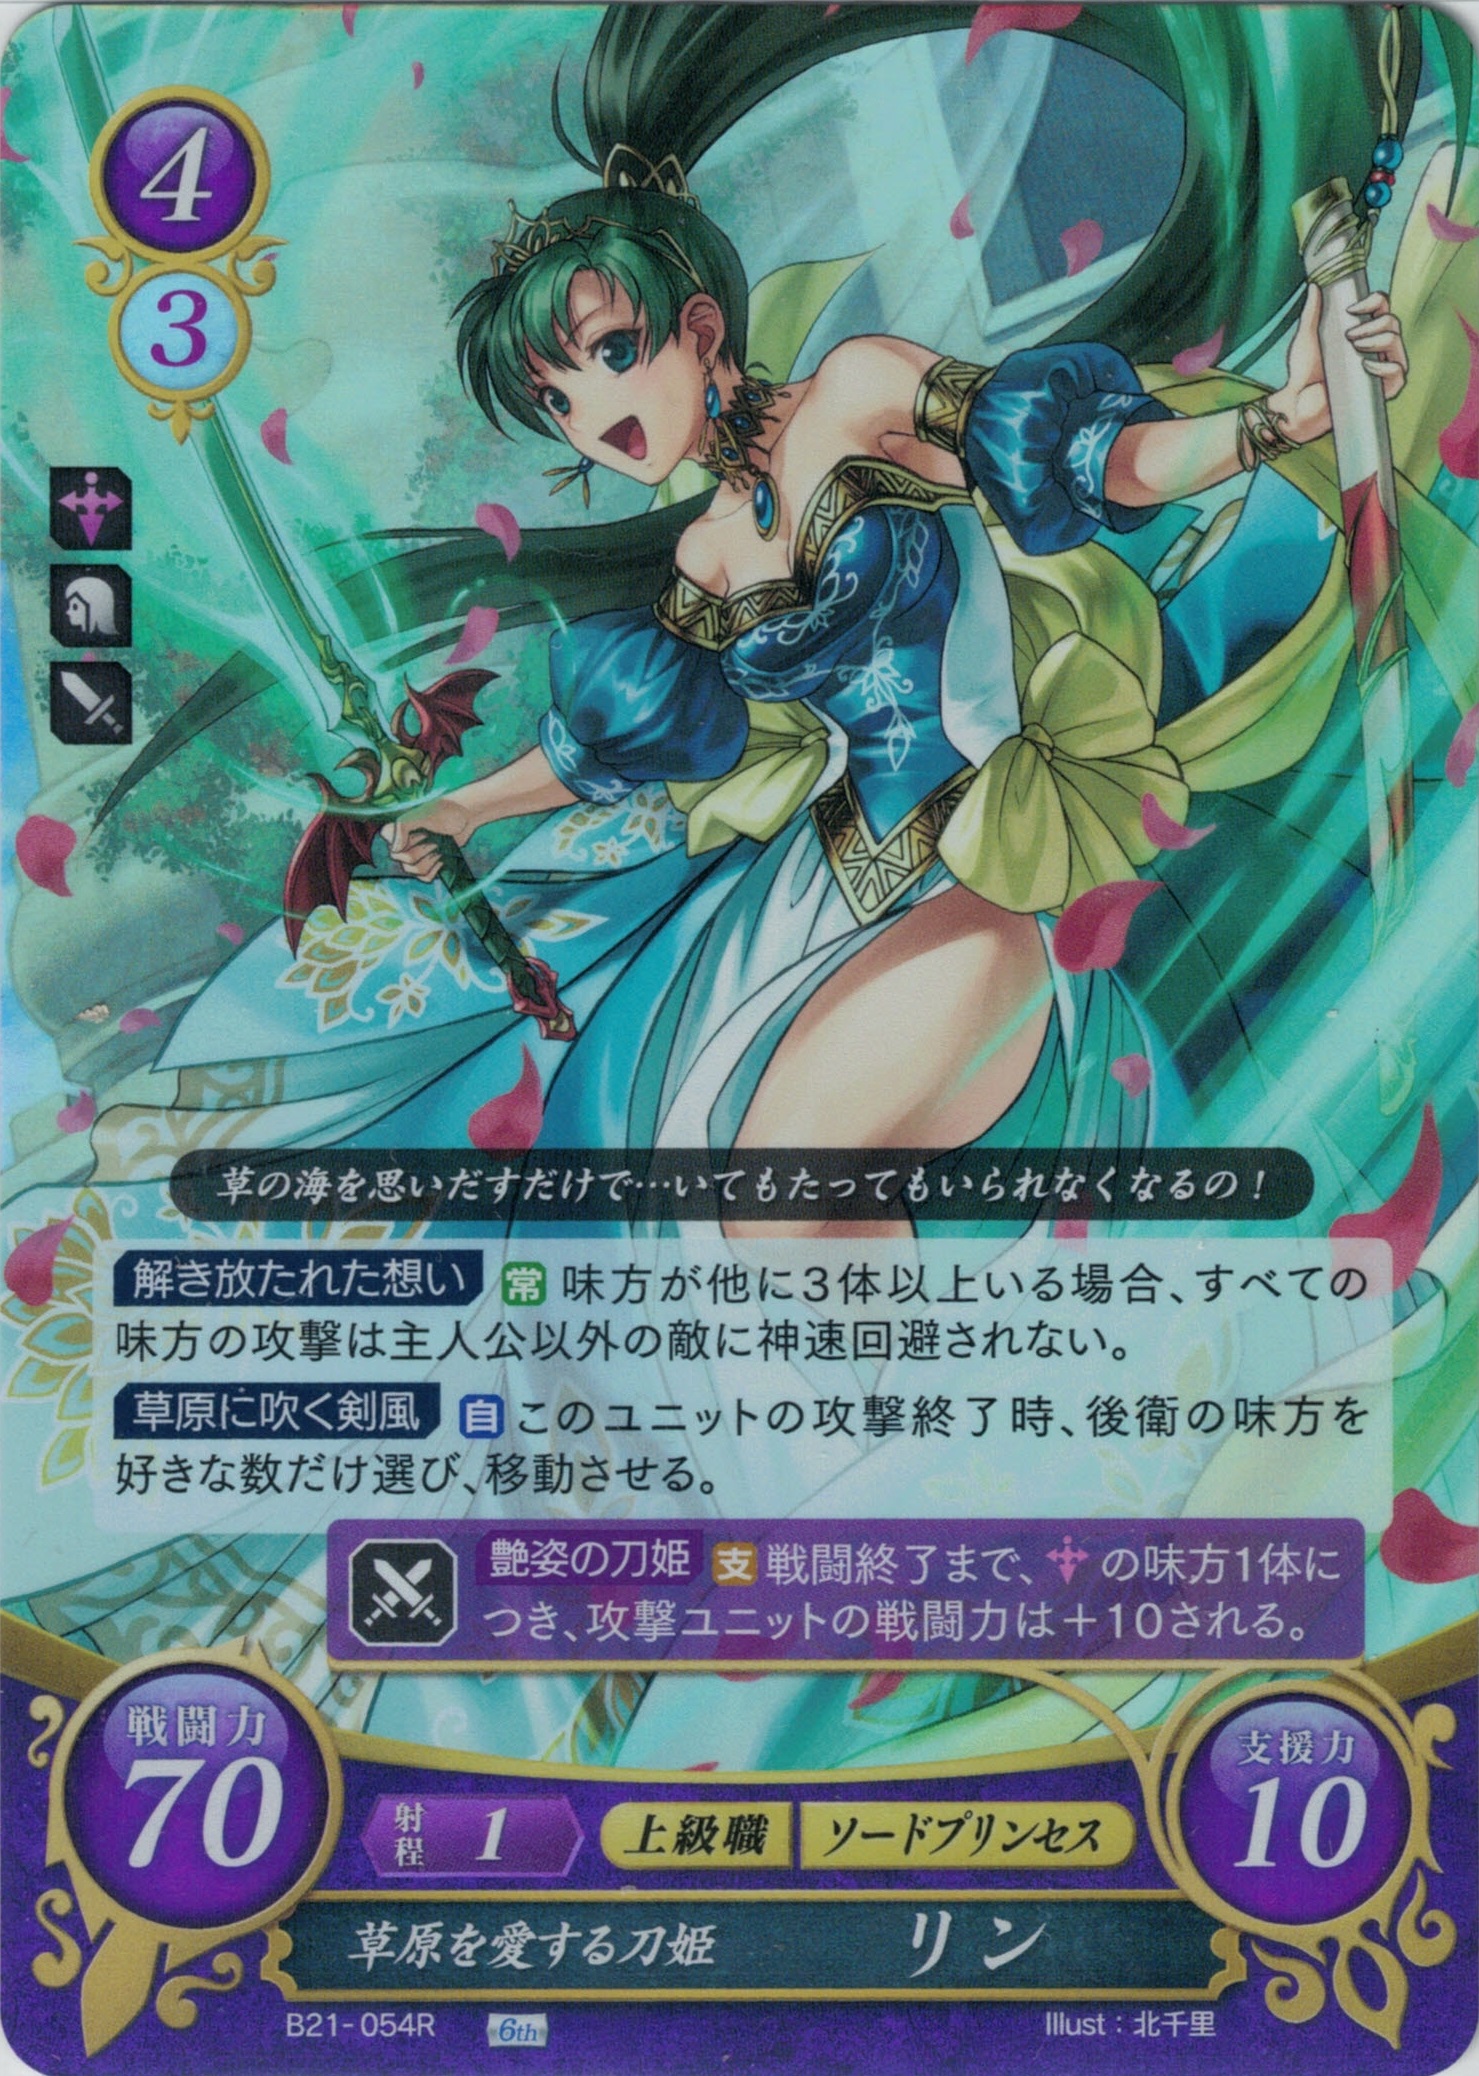 4
3
草の海を思いだすだけで…いてもたってもいられなくなるの！
解き放たれた想い 常 味方が他に3体以上いる場合、すべての
味方の攻撃は主人公以外の敵に神速回避されない。
草原に吹く剣風 自 このユニットの攻撃終了時、後衛の味方を
好きな数だけ選び、移動させる。
艶姿の刀姫 支 戦闘終了まで、の味方1体に
つき、攻撃ユニットの戦闘力は＋10される。
戦闘力
70
射程 1
上級職 ソードプリンセス
支援力
10
草原を愛する刀姫 リン
B21-054R 6th Illust：北千里